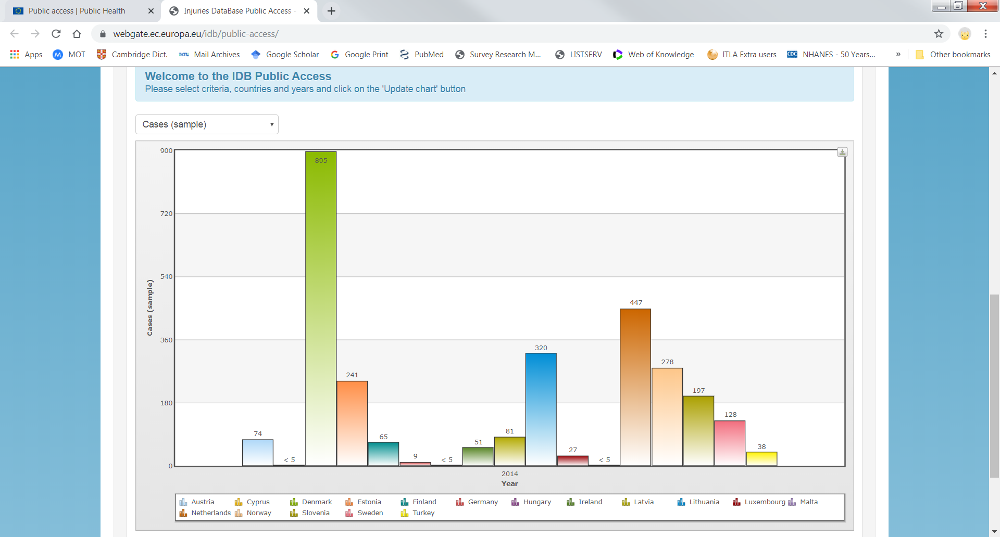 Public access | Public Health
Injuries DataBase Public Access -
webgate.ec.europa.eu/idb/public-access/
Apps MOT Cambridge Dict. Mail Archives Google Scholar Google Print PubMed Survey Research M... LISTSERV Web of Knowledge ITLA Extra users NHANES - 50 Years... » Other bookmarks
Welcome to the IDB Public Access
Please select criteria, countries and years and click on the 'Update chart' button
Cases (sample)
Cases (sample)
900
720
540
360
180
0
74
< 5
895
241
65
9
< 5
51
81
320
27
< 5
447
278
197
128
38
2014
Year
Austria Cyprus Denmark Estonia Finland Germany Hungary Ireland Latvia Lithuania Luxembourg Malta
Netherlands Norway Slovenia Sweden Turkey